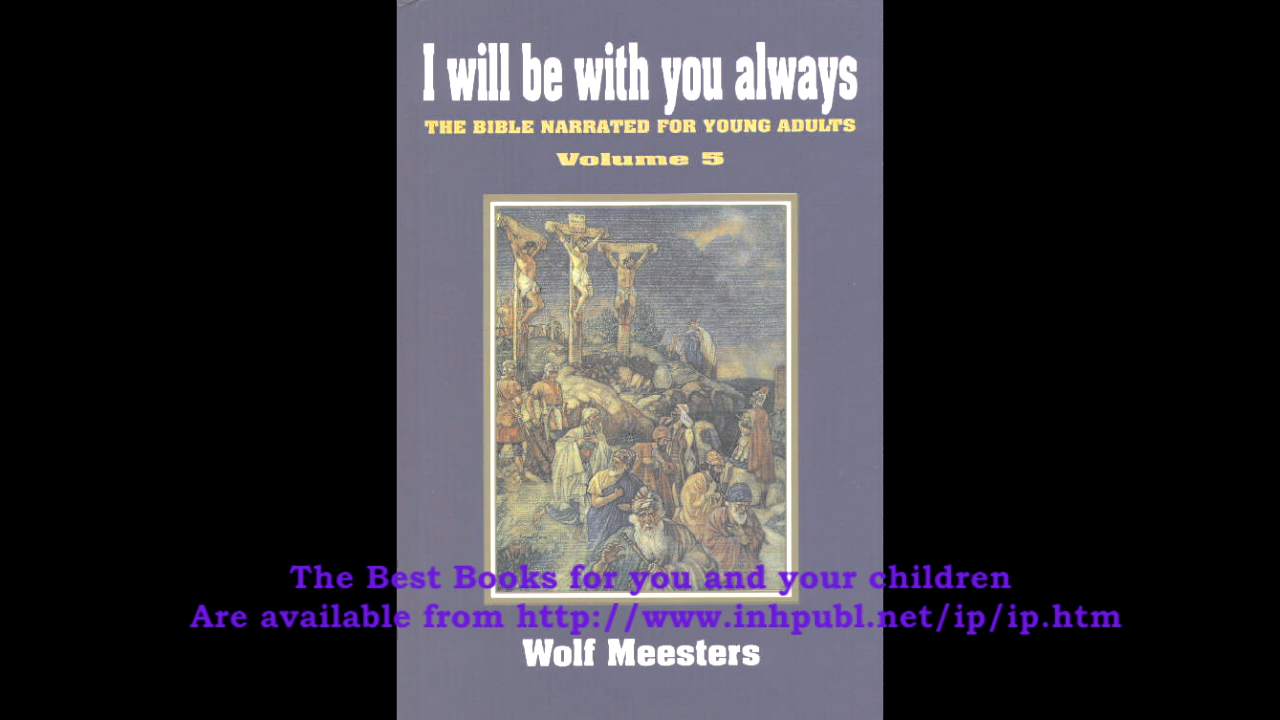 I will be with you always
THE BIBLE NARRATED FOR YOUNG ADULTS
Volume 5
The Best Books for you and your children
Are available from http://www.inhpubl.net/ip/ip.htm
Wolf Meesters